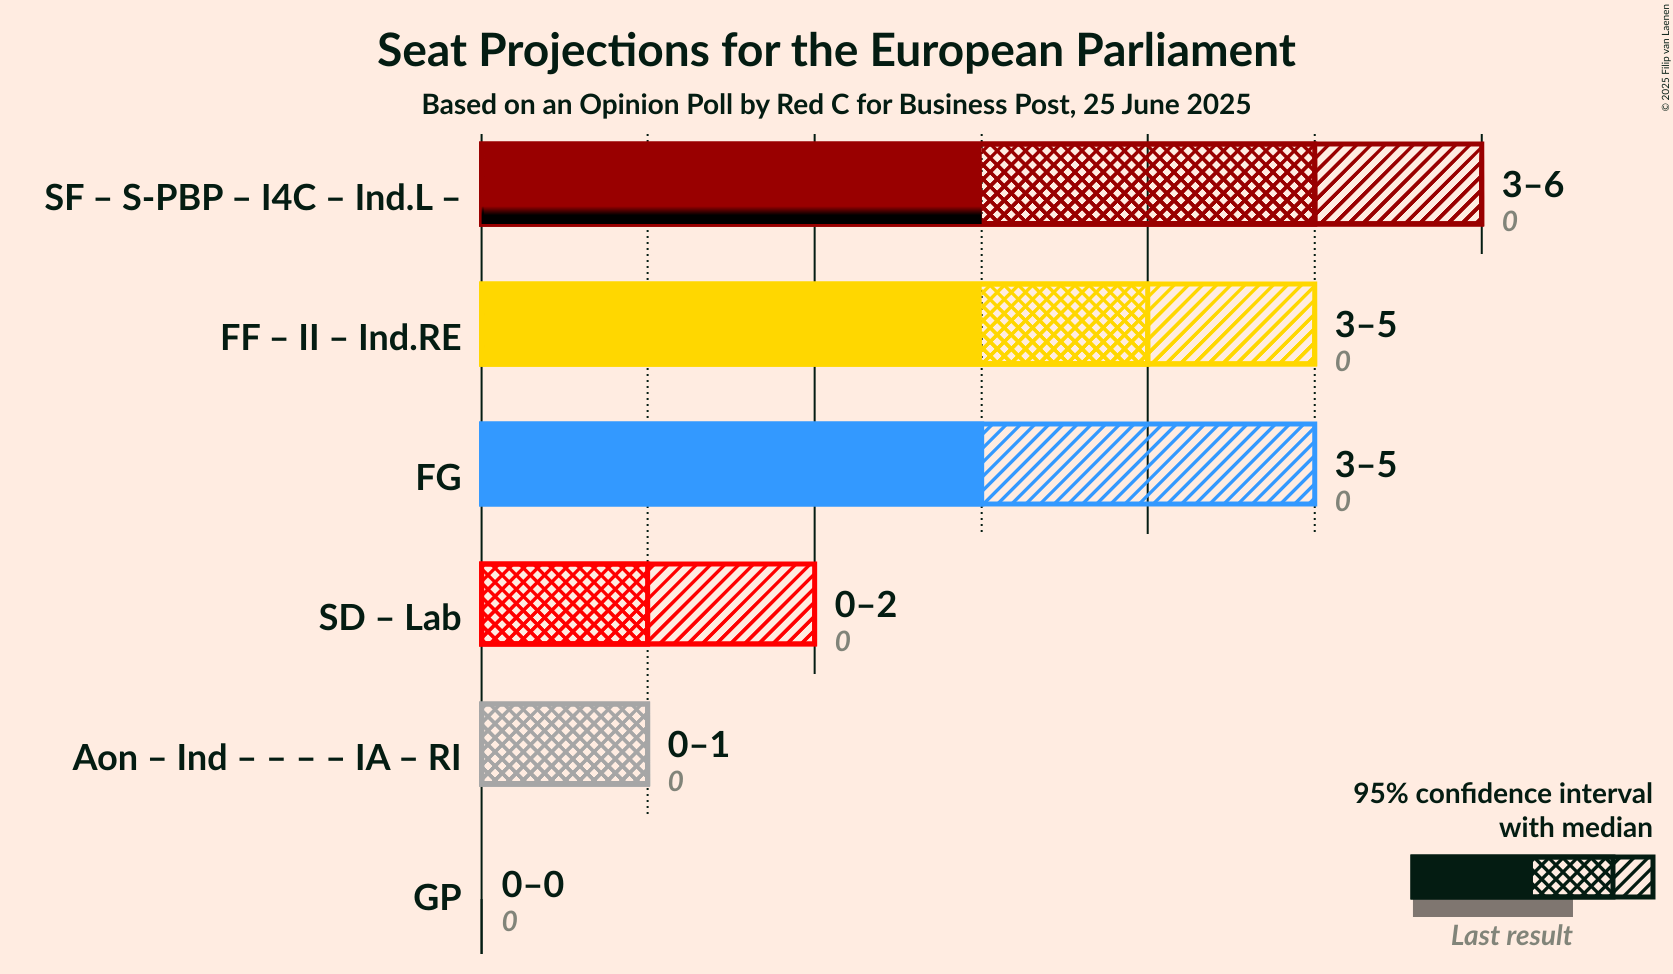 Seat Projections for the European Parliament
Based on an Opinion Poll by Red C for Business Post, 25 June 2025
© 2025 Filip van Laenen
SF – S-PBP – I4C – Ind.L –
3–6
0
FF – II – Ind.RE
3–5
0
FG
3–5
0
SD – Lab
0–2
0
Aon – Ind – – – – IA – RI
0–1
0
GP
0–0
0
95% confidence interval
with median
Last result